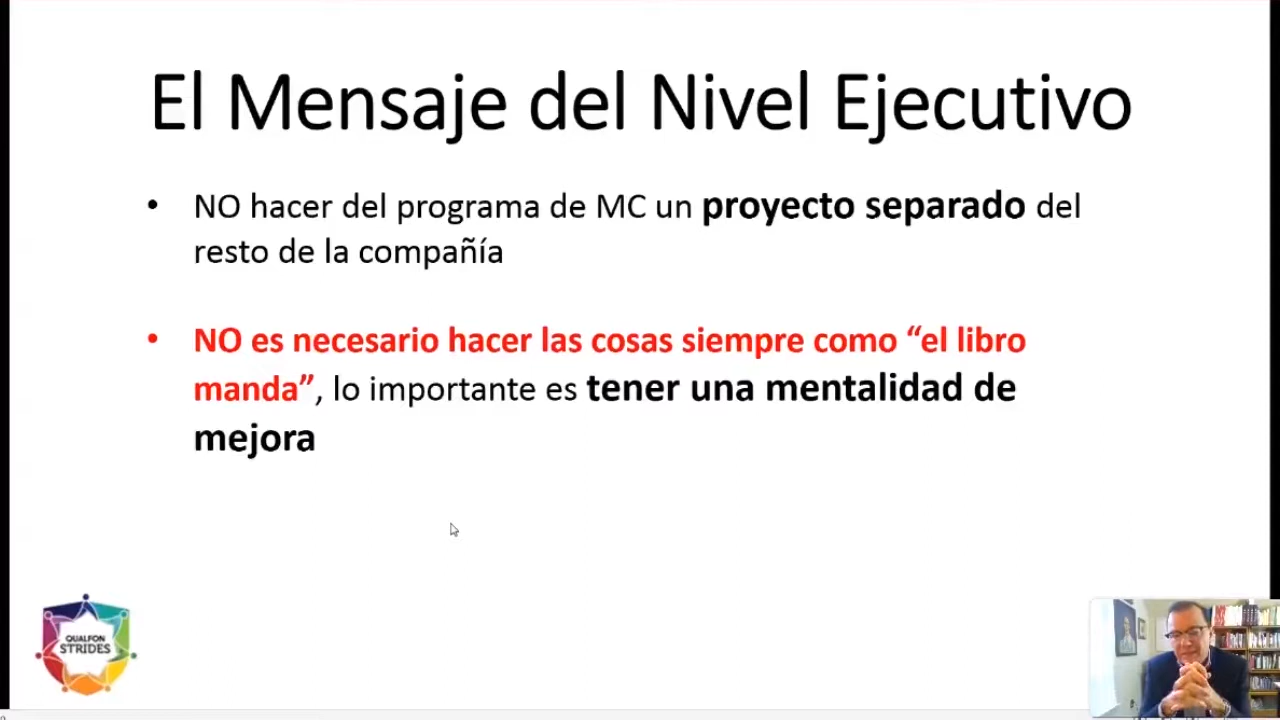 El Mensaje del Nivel Ejecutivo
• NO hacer del programa de MC un proyecto separado del
resto de la compañía
• NO es necesario hacer las cosas siempre como “el libro
manda”, lo importante es tener una mentalidad de
mejora
QUALFON
STRIDES